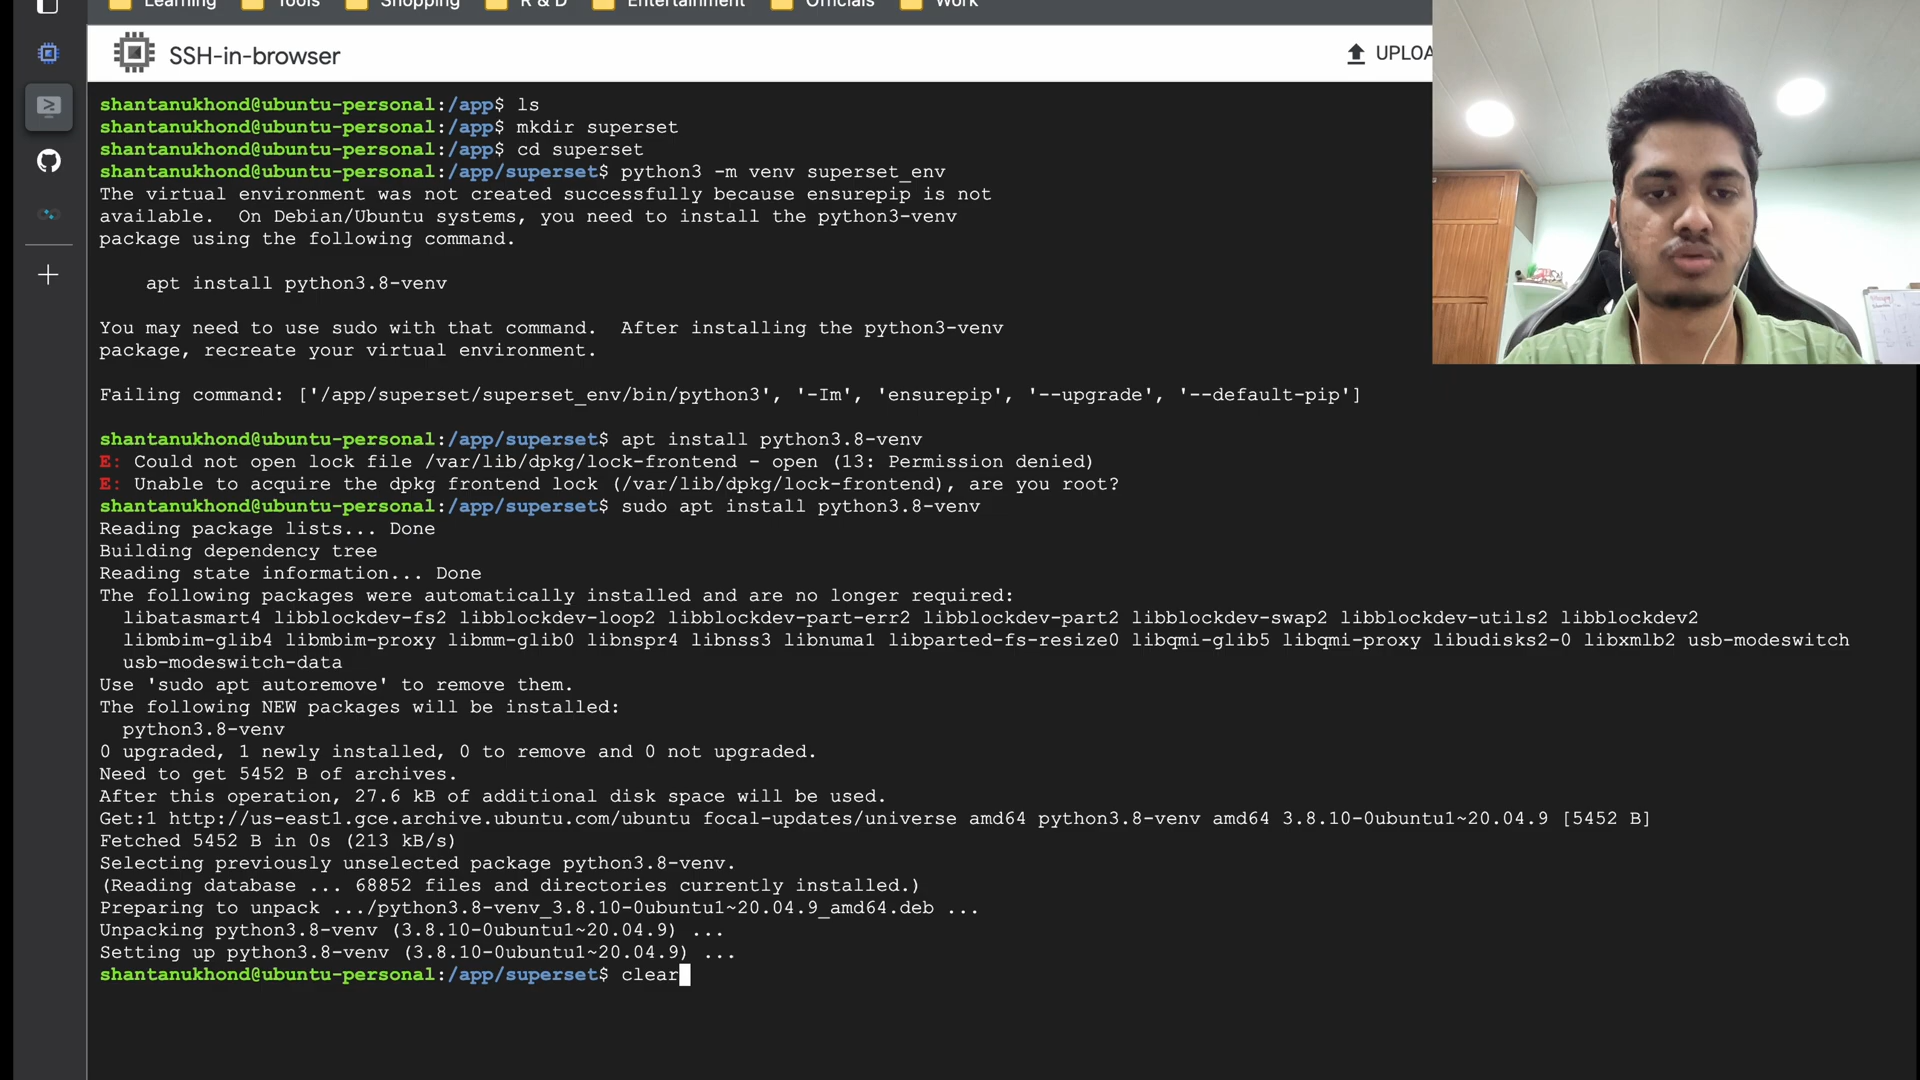 Learning Tools Shopping R & D Entertainment Officials Work
SSH-in-browser
shantanukhond@ubuntu-personal:/app$ ls
shantanukhond@ubuntu-personal:/app$ mkdir superset
shantanukhond@ubuntu-personal:/app$ cd superset
shantanukhond@ubuntu-personal:/app/superset$ python3 -m venv superset_env
The virtual environment was not created successfully because ensurepip is not
available.  On Debian/Ubuntu systems, you need to install the python3-venv
package using the following command.
    apt install python3.8-venv
You may need to use sudo with that command.  After installing the python3-venv
package, recreate your virtual environment.
Failing command: ['/app/superset/superset_env/bin/python3', '-Im', 'ensurepip', '--upgrade', '--default-pip']
shantanukhond@ubuntu-personal:/app/superset$ apt install python3.8-venv
E: Could not open lock file /var/lib/dpkg/lock-frontend - open (13: Permission denied)
E: Unable to acquire the dpkg frontend lock (/var/lib/dpkg/lock-frontend), are you root?
shantanukhond@ubuntu-personal:/app/superset$ sudo apt install python3.8-venv
Reading package lists... Done
Building dependency tree
Reading state information... Done
The following packages were automatically installed and are no longer required:
  libatasmart4 libblockdev-fs2 libblockdev-loop2 libblockdev-part-err2 libblockdev-part2 libblockdev-swap2 libblockdev-utils2 libblockdev2
  libmbim-glib4 libmbim-proxy libmm-glib0 libnspr4 libnss3 libnuma1 libparted-fs-resize0 libqmi-glib5 libqmi-proxy libudisks2-0 libxmlb2 usb-modeswitch
  usb-modeswitch-data
Use 'sudo apt autoremove' to remove them.
The following NEW packages will be installed:
  python3.8-venv
0 upgraded, 1 newly installed, 0 to remove and 0 not upgraded.
Need to get 5452 B of archives.
After this operation, 27.6 kB of additional disk space will be used.
Get:1 http://us-east1.gce.archive.ubuntu.com/ubuntu focal-updates/universe amd64 python3.8-venv amd64 3.8.10-0ubuntu1~20.04.9 [5452 B]
Fetched 5452 B in 0s (213 kB/s)
Selecting previously unselected package python3.8-venv.
(Reading database ... 68852 files and directories currently installed.)
Preparing to unpack .../python3.8-venv_3.8.10-0ubuntu1~20.04.9_amd64.deb ...
Unpacking python3.8-venv (3.8.10-0ubuntu1~20.04.9) ...
Setting up python3.8-venv (3.8.10-0ubuntu1~20.04.9) ...
shantanukhond@ubuntu-personal:/app/superset$ clear